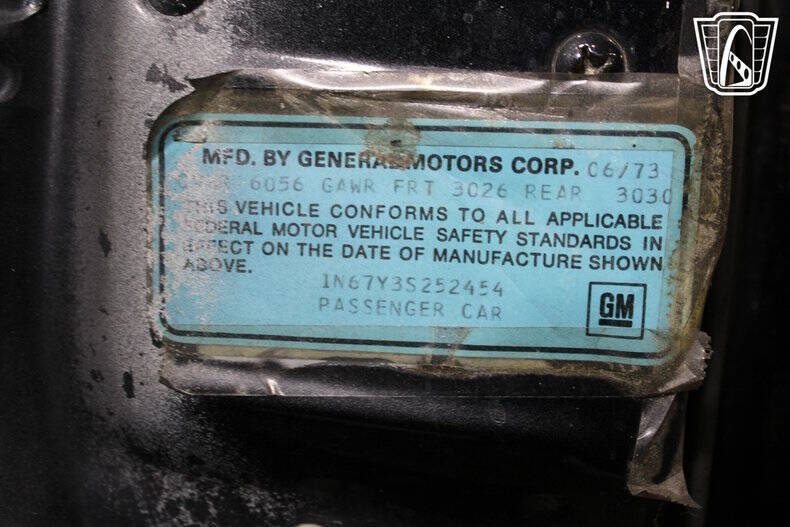 MFD. BY GENERAL MOTORS CORP. 06/73
6056 GAWR FRT 3026 REAR 3030
THIS VEHICLE CONFORMS TO ALL APPLICABLE
FEDERAL MOTOR VEHICLE SAFETY STANDARDS IN
EFFECT ON THE DATE OF MANUFACTURE SHOWN
ABOVE.
1N67Y3S252454
PASSENGER CAR
GM